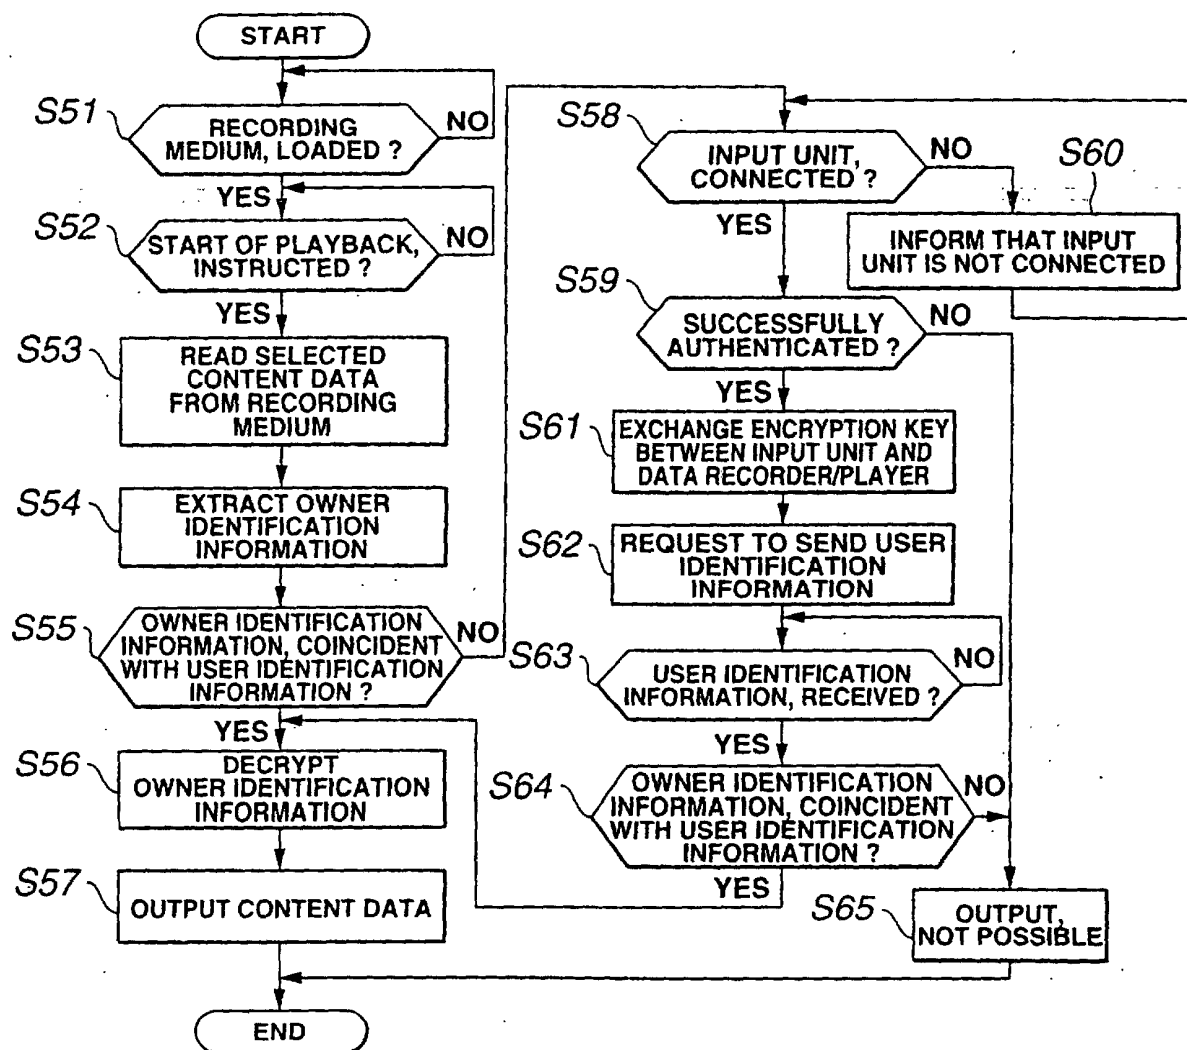 START
S51
RECORDING
MEDIUM, LOADED ?
NO
YES
S52
START OF PLAYBACK,
INSTRUCTED ?
NO
YES
S53
READ SELECTED
CONTENT DATA
FROM RECORDING
MEDIUM
S54
EXTRACT OWNER
IDENTIFICATION
INFORMATION
S55
OWNER IDENTIFICATION
INFORMATION, COINCIDENT
WITH USER IDENTIFICATION
INFORMATION ?
NO
YES
S56
DECRYPT
OWNER IDENTIFICATION
INFORMATION
S57
OUTPUT CONTENT DATA
END
S58
INPUT UNIT,
CONNECTED ?
NO
YES
S60
INFORM THAT INPUT
UNIT IS NOT CONNECTED
S59
SUCCESSFULLY
AUTHENTICATED ?
NO
YES
S61
EXCHANGE ENCRYPTION KEY
BETWEEN INPUT UNIT AND
DATA RECORDER/PLAYER
S62
REQUEST TO SEND USER
IDENTIFICATION
INFORMATION
S63
USER IDENTIFICATION
INFORMATION, RECEIVED ?
NO
YES
S64
OWNER IDENTIFICATION
INFORMATION, COINCIDENT
WITH USER IDENTIFICATION
INFORMATION ?
NO
YES
S65
OUTPUT,
NOT POSSIBLE